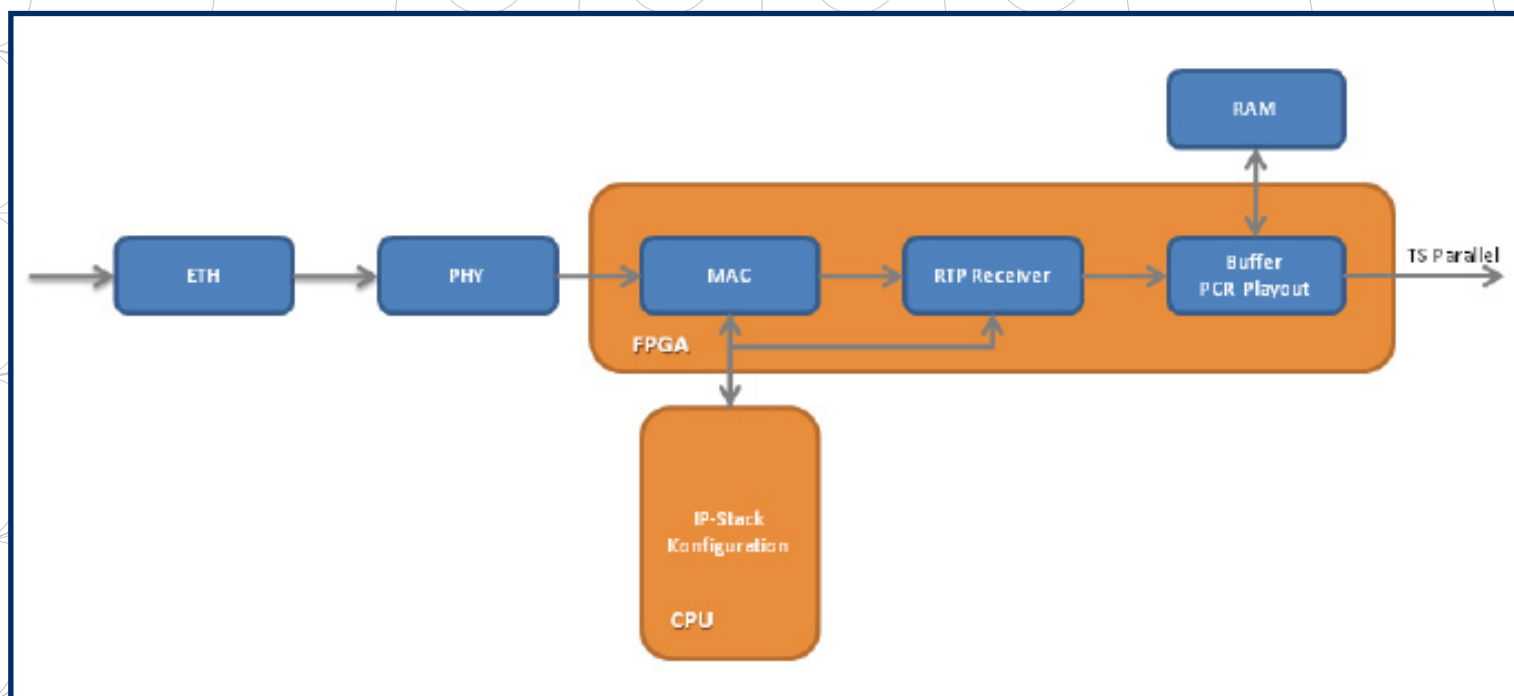 RAM
ETH
PHY
MAC
RTP Receiver
Buffer
PCR Playout
TS Parallel
FPGA
IP-Stack
Konfiguration
CPU